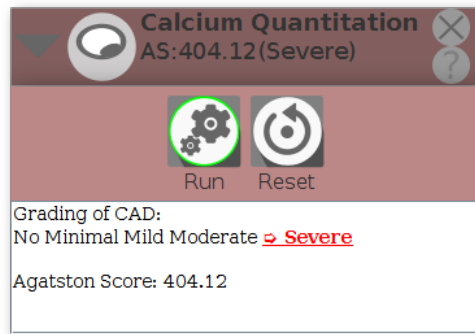 Calcium Quantitation
AS:404.12(Severe)
?
Run Reset
Grading of CAD:
No Minimal Mild Moderate ➭ Severe
Agatston Score: 404.12